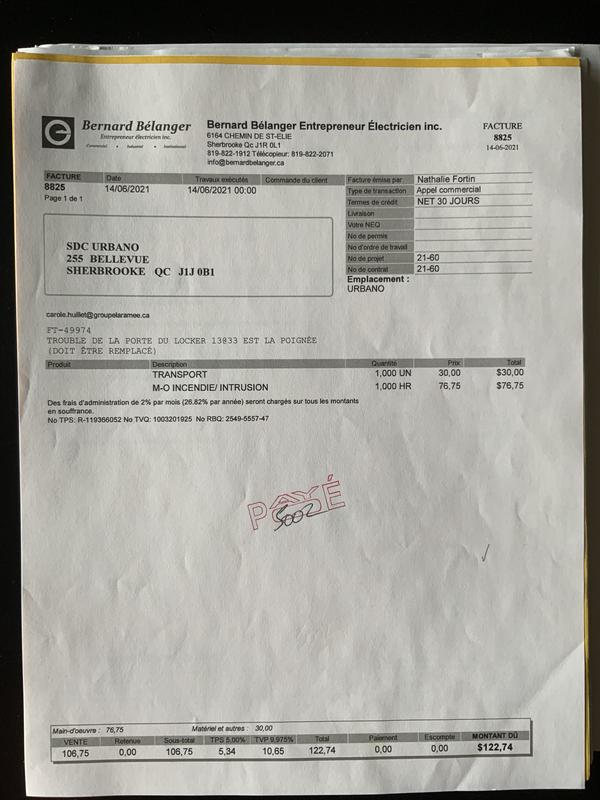 Bernard Bélanger
Entrepreneur électricien inc.
Commercial • Industriel • Institutionnel
Bernard Bélanger Entrepreneur Électricien inc.
6164 CHEMIN DE ST-ELIE
Sherbrooke Qc J1R 0L1
819-822-1912 Télécopieur: 819-822-2071
info@bernardbelanger.ca
FACTURE
8825
14-06-2021
FACTURE Date Travaux exécutés Commande du client
8825 14/06/2021 14/06/2021 00:00
Page 1 de 1
Facture émise par Nathalie Fortin
Type de transaction Appel commercial
Termes de crédit NET 30 JOURS
Livraison
Votre NEQ
No de permis
No d'ordre de travail
No de projet 21-60
No de contrat 21-60
Emplacement :
URBANO
SDC URBANO
255 BELLEVUE
SHERBROOKE QC J1J 0B1
carole.huillet@groupelaramee.ca
FT-49974
TROUBLE DE LA PORTE DU LOCKER 13@33 EST LA POIGNÉE
(DOIT ÊTRE REMPLACÉ)
Produit Description Quantité Prix Total
TRANSPORT 1,000 UN 30,00 $30,00
M-O INCENDIE/ INTRUSION 1,000 HR 76,75 $76,75
Des frais d'administration de 2% par mois (26.82% par année) seront chargés sur tous les montants
en souffrance.
No TPS: R-119366052 No TVQ: 1003201925 No RBQ: 2549-5557-47
PAYÉ
5002
Main-d'oeuvre : 76,75 Matériel et autres : 30,00
VENTE Retenue Sous-total TPS 5.00% TVP 9,975% Total Paiement Escompte MONTANT DÛ
106,75 0,00 106,75 5,34 10,65 122,74 0,00 0,00 $122,74